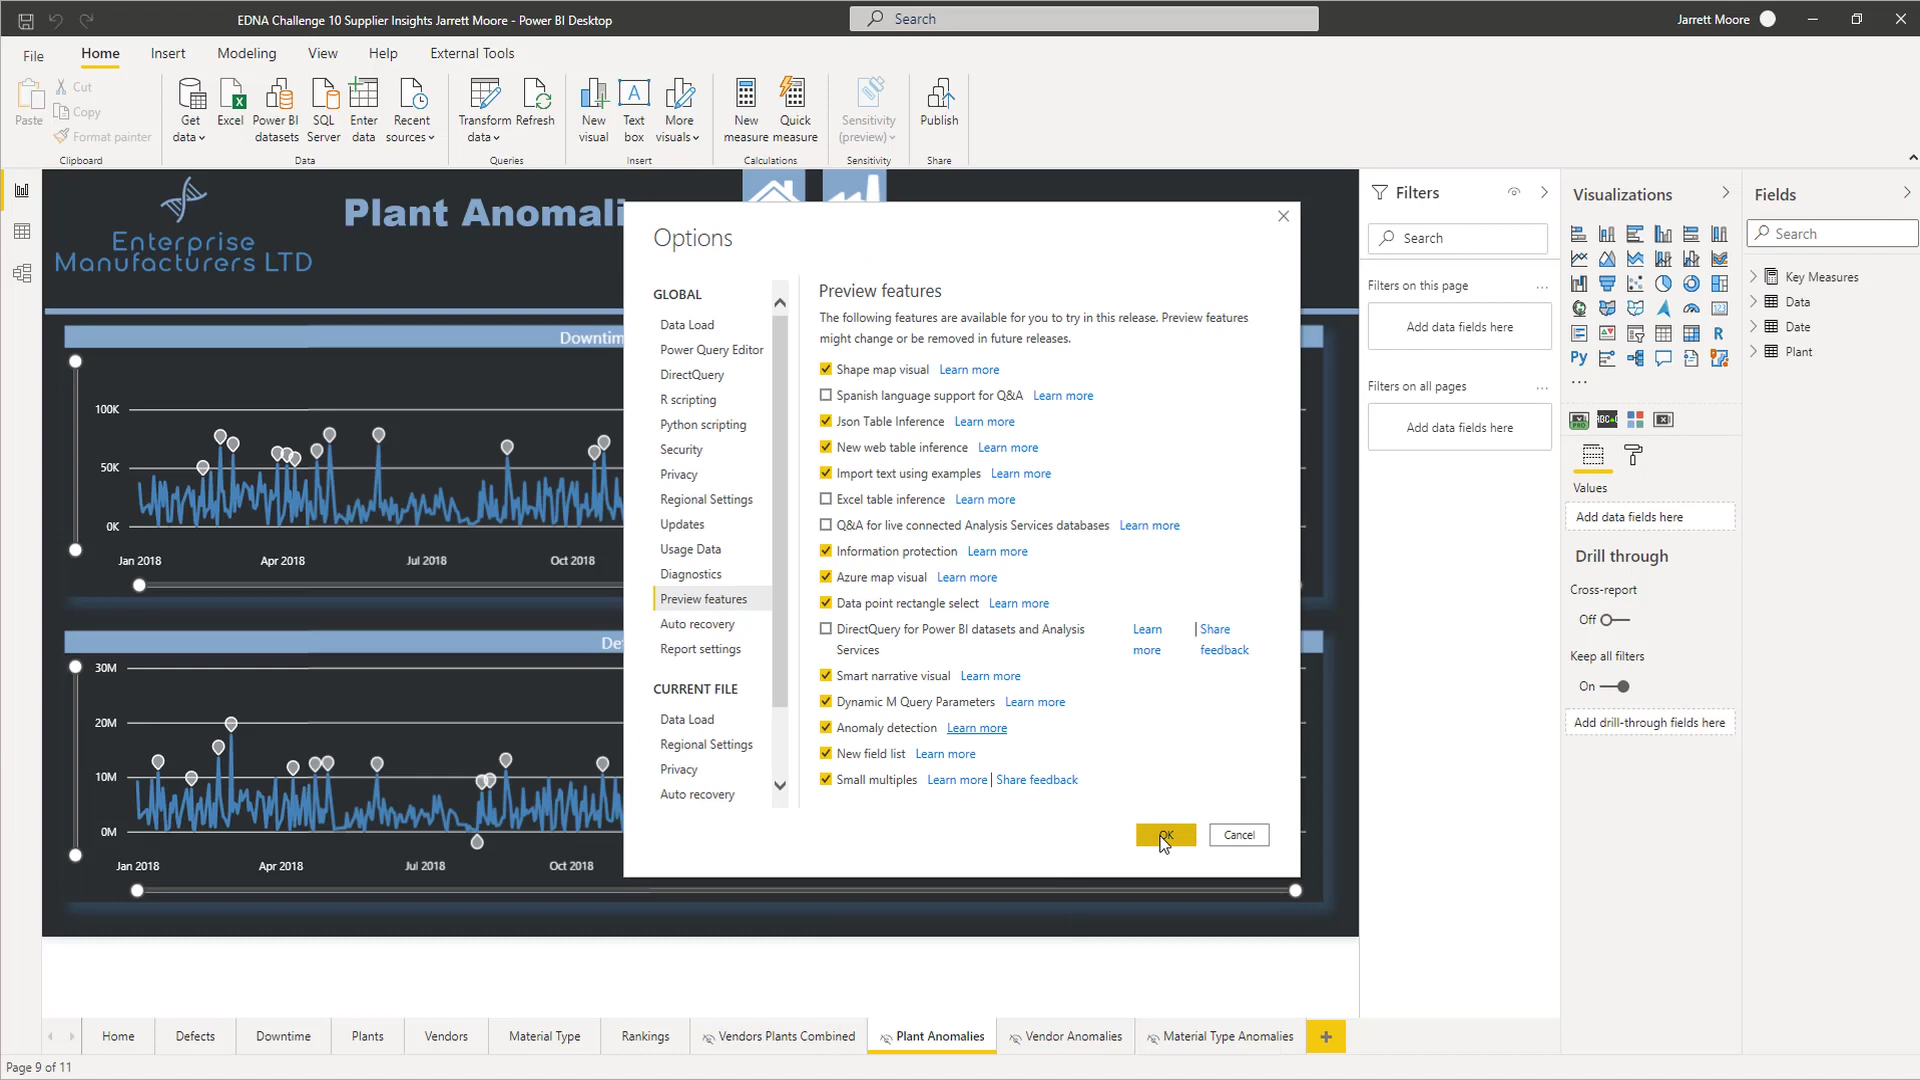 EDNA Challenge 10 Supplier Insights Jarrett Moore - Power BI Desktop
Search
Jarrett Moore
File
Home
Insert
Modeling
View
Help
External Tools
Paste
Cut
Copy
Format painter
Clipboard
Get data
Excel
Power BI datasets
SQL Server
Enter data
Recent sources
Data
Transform data
Refresh
Queries
New visual
Text box
More visuals
Insert
New measure
Quick measure
Calculations
Sensitivity (preview)
Sensitivity
Publish
Share
Enterprise
Manufacturers LTD
Plant Anomali
Downtim
100K
50K
0K
Jan 2018
Apr 2018
Jul 2018
Oct 2018
De
30M
20M
10M
0M
Jan 2018
Apr 2018
Jul 2018
Oct 2018
Options
GLOBAL
Data Load
Power Query Editor
DirectQuery
R scripting
Python scripting
Security
Privacy
Regional Settings
Updates
Usage Data
Diagnostics
Preview features
Auto recovery
Report settings
CURRENT FILE
Data Load
Regional Settings
Privacy
Auto recovery
Preview features
The following features are available for you to try in this release. Preview features
might change or be removed in future releases.
Shape map visual Learn more
Spanish language support for Q&A Learn more
Json Table Inference Learn more
New web table inference Learn more
Import text using examples Learn more
Excel table inference Learn more
Q&A for live connected Analysis Services databases Learn more
Information protection Learn more
Azure map visual Learn more
Data point rectangle select Learn more
DirectQuery for Power BI datasets and Analysis Learn | Share
Services more feedback
Smart narrative visual Learn more
Dynamic M Query Parameters Learn more
Anomaly detection Learn more
New field list Learn more
Small multiples Learn more | Share feedback
OK
Cancel
Filters
Search
Filters on this page
...
Add data fields here
Filters on all pages
...
Add data fields here
Visualizations
R
Py
...
PRO
Values
Add data fields here
Drill through
Cross-report
Off
Keep all filters
On
Add drill-through fields here
Fields
Search
Key Measures
Data
Date
Plant
Home
Defects
Downtime
Plants
Vendors
Material Type
Rankings
Vendors Plants Combined
Plant Anomalies
Vendor Anomalies
Material Type Anomalies
+
Page 9 of 11